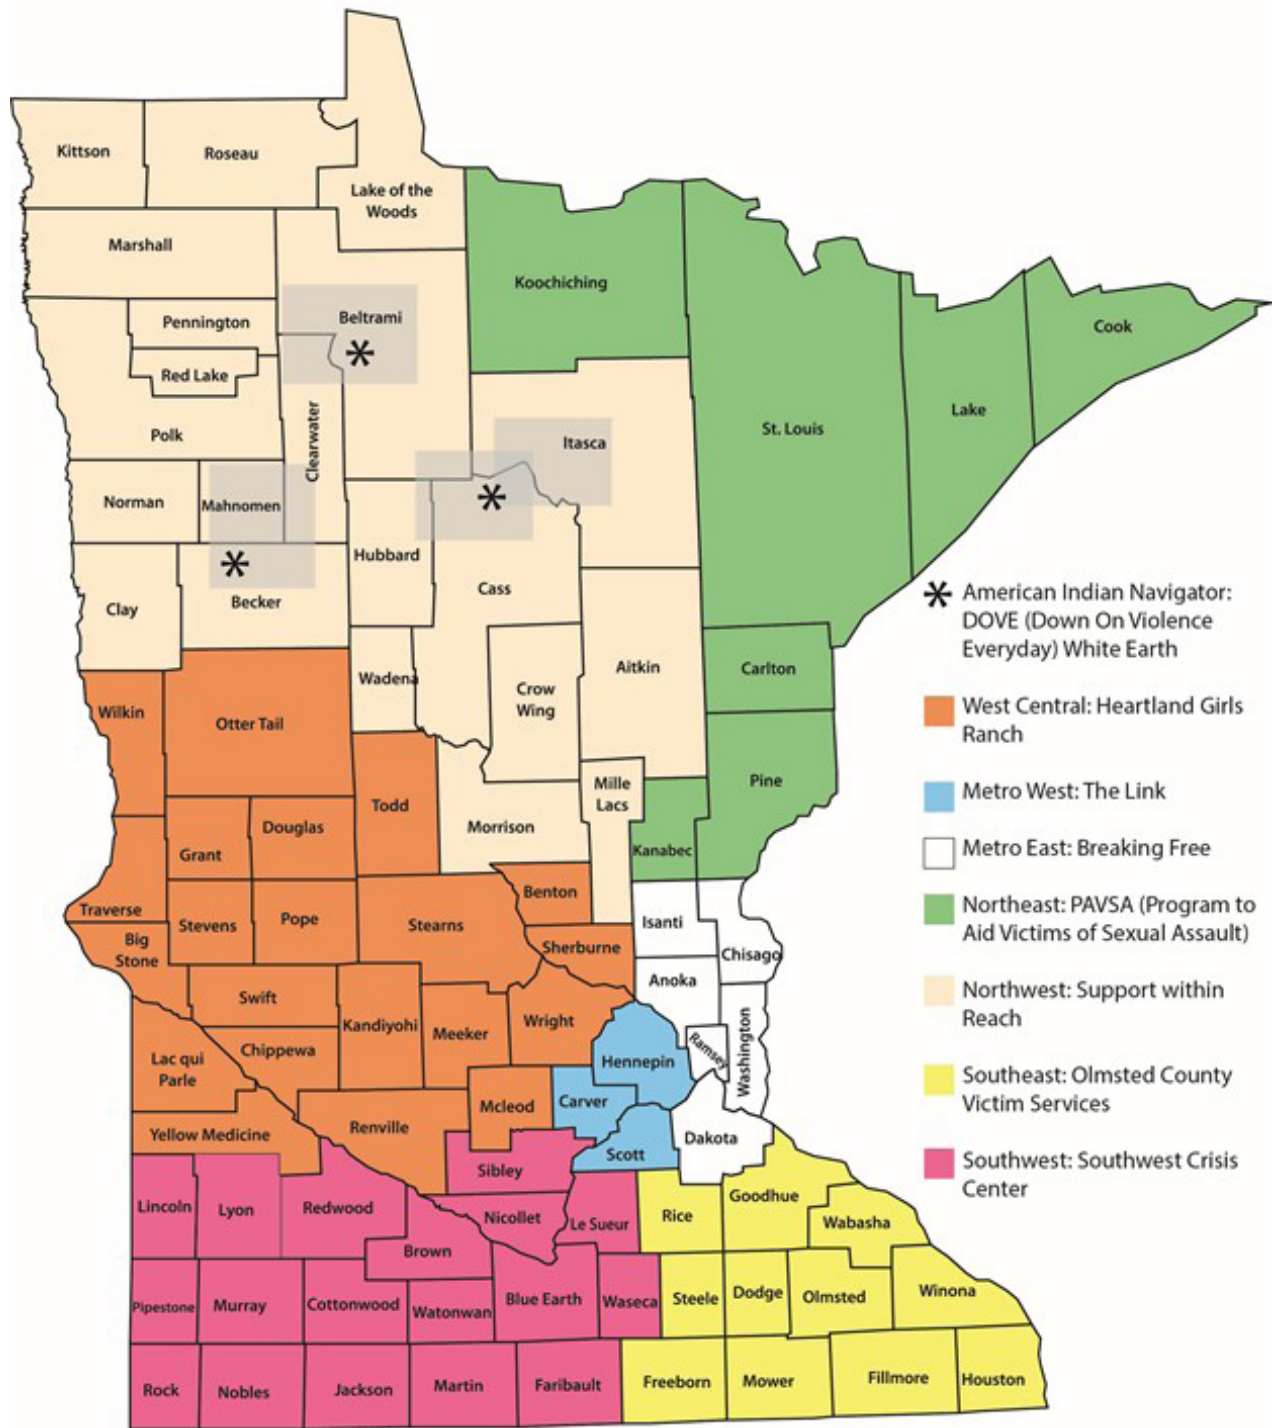 Kittson
Roseau
Lake of the
Woods
Marshall
Koochiching
Pennington
Beltrami
Cook
Red Lake
Lake
St. Louis
Polk
Clearwater
Itasca
Norman
Mahnomen
Hubbard
Cass
Clay
Becker
Aitkin
Carlton
Wadena
Crow
Wing
Wilkin
Otter Tail
Pine
Mille
Lacs
Todd
Douglas
Morrison
Grant
Kanabec
Benton
Traverse
Stevens
Pope
Stearns
Isanti
Big
Stone
Sherburne
Chisago
Anoka
Swift
Kandiyohi
Meeker
Wright
Chippewa
Ramsey
Washington
Lac qui
Parle
Hennepin
Mcleod
Carver
Yellow Medicine
Renville
Dakota
Scott
Sibley
Lincoln
Lyon
Redwood
Nicollet
Le Sueur
Rice
Goodhue
Wabasha
Brown
Pipestone
Murray
Cottonwood
Watonwan
Blue Earth
Waseca
Steele
Dodge
Olmsted
Winona
Rock
Nobles
Jackson
Martin
Faribault
Freeborn
Mower
Fillmore
Houston
American Indian Navigator:
DOVE (Down On Violence
Everyday) White Earth
West Central: Heartland Girls
Ranch
Metro West: The Link
Metro East: Breaking Free
Northeast: PAVSA (Program to
Aid Victims of Sexual Assault)
Northwest: Support within
Reach
Southeast: Olmsted County
Victim Services
Southwest: Southwest Crisis
Center